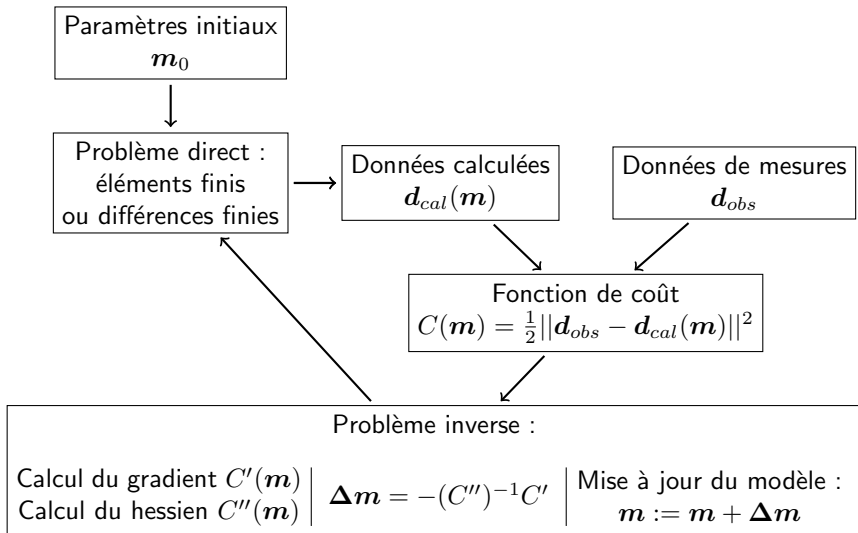 Paramètres initiaux
m₀
Problème direct :
éléments finis
ou différences finies
Données calculées
d_cal(m)
Données de mesures
d_obs
Fonction de coût
C(m) = ½||d_obs − d_cal(m)||²
Problème inverse :
Calcul du gradient C′(m)
Calcul du hessien C″(m)
Δm = −(C″)⁻¹C′
Mise à jour du modèle :
m := m + Δm